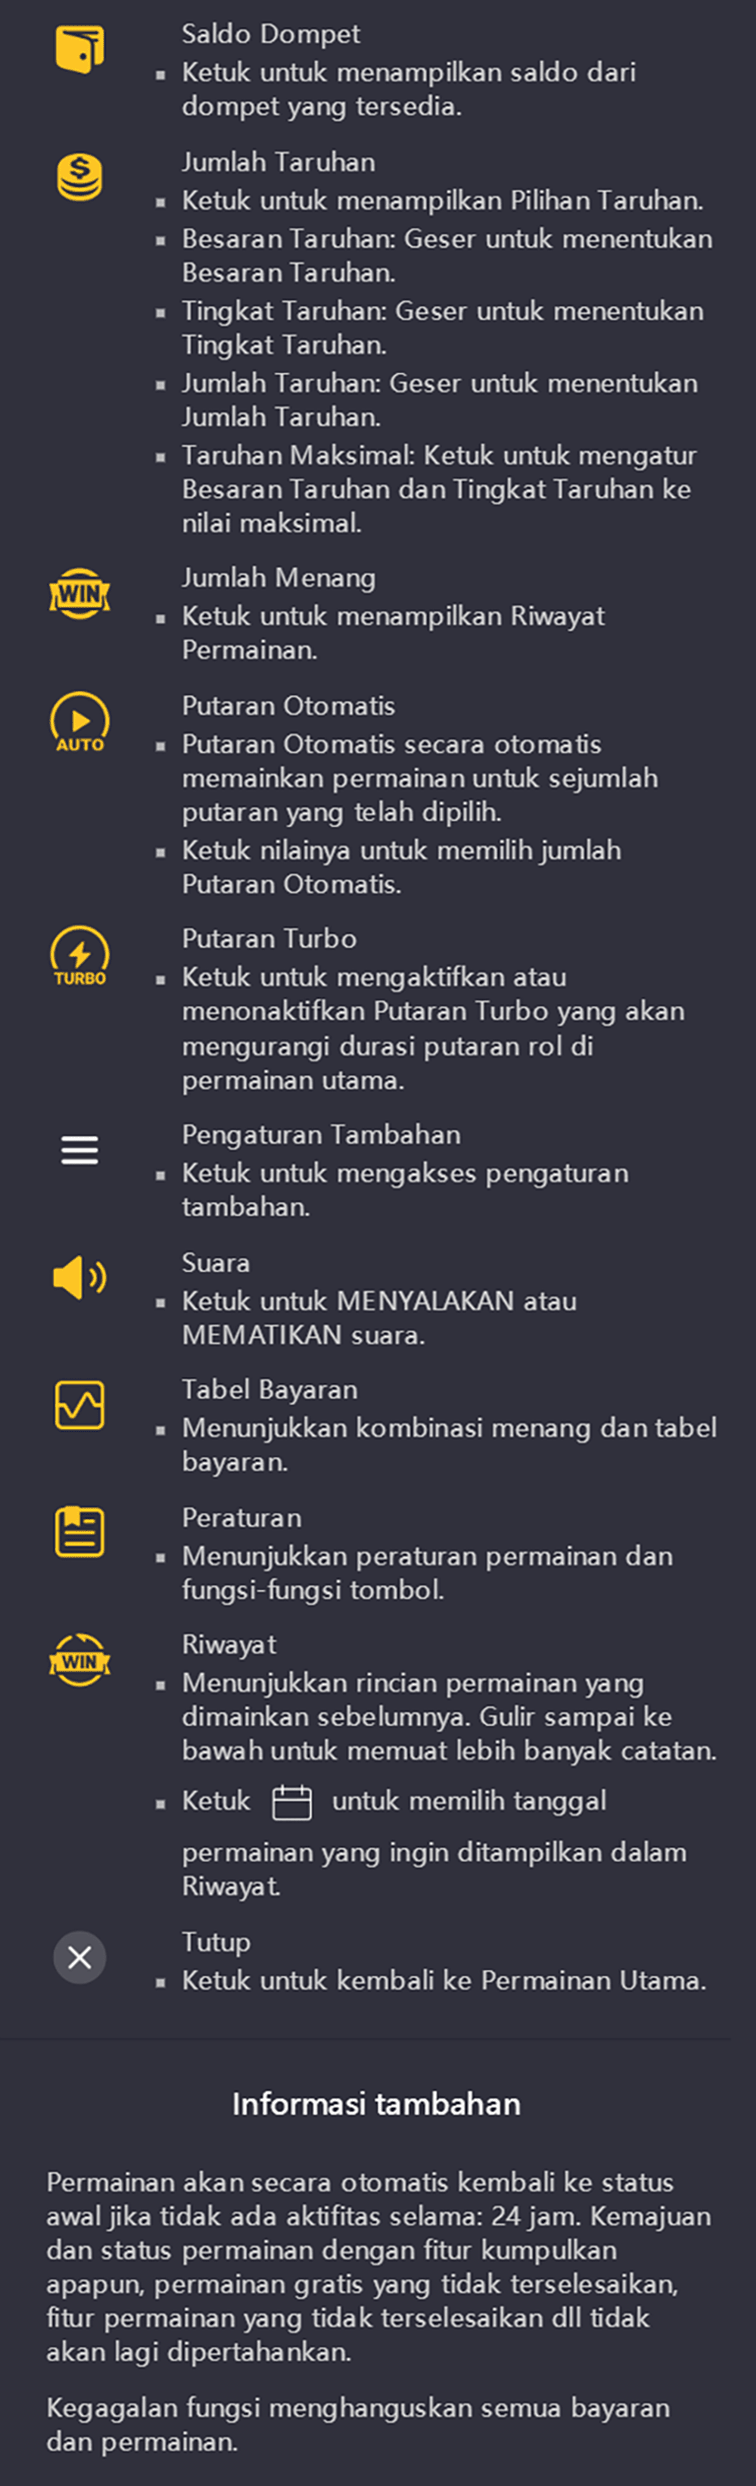 Saldo Dompet
Ketuk untuk menampilkan saldo dari
dompet yang tersedia.
$
Jumlah Taruhan
Ketuk untuk menampilkan Pilihan Taruhan.
Besaran Taruhan: Geser untuk menentukan
Besaran Taruhan.
Tingkat Taruhan: Geser untuk menentukan
Tingkat Taruhan.
Jumlah Taruhan: Geser untuk menentukan
Jumlah Taruhan.
Taruhan Maksimal: Ketuk untuk mengatur
Besaran Taruhan dan Tingkat Taruhan ke
nilai maksimal.
WIN
Jumlah Menang
Ketuk untuk menampilkan Riwayat
Permainan.
AUTO
Putaran Otomatis
Putaran Otomatis secara otomatis
memainkan permainan untuk sejumlah
putaran yang telah dipilih.
Ketuk nilainya untuk memilih jumlah
Putaran Otomatis.
TURBO
Putaran Turbo
Ketuk untuk mengaktifkan atau
menonaktifkan Putaran Turbo yang akan
mengurangi durasi putaran rol di
permainan utama.
Pengaturan Tambahan
Ketuk untuk mengakses pengaturan
tambahan.
Suara
Ketuk untuk MENYALAKAN atau
MEMATIKAN suara.
Tabel Bayaran
Menunjukkan kombinasi menang dan tabel
bayaran.
Peraturan
Menunjukkan peraturan permainan dan
fungsi-fungsi tombol.
WIN
Riwayat
Menunjukkan rincian permainan yang
dimainkan sebelumnya. Gulir sampai ke
bawah untuk memuat lebih banyak catatan.
Ketuk untuk memilih tanggal
permainan yang ingin ditampilkan dalam
Riwayat.
Tutup
Ketuk untuk kembali ke Permainan Utama.
Informasi tambahan
Permainan akan secara otomatis kembali ke status
awal jika tidak ada aktifitas selama: 24 jam. Kemajuan
dan status permainan dengan fitur kumpulkan
apapun, permainan gratis yang tidak terselesaikan,
fitur permainan yang tidak terselesaikan dll tidak
akan lagi dipertahankan.
Kegagalan fungsi menghanguskan semua bayaran
dan permainan.